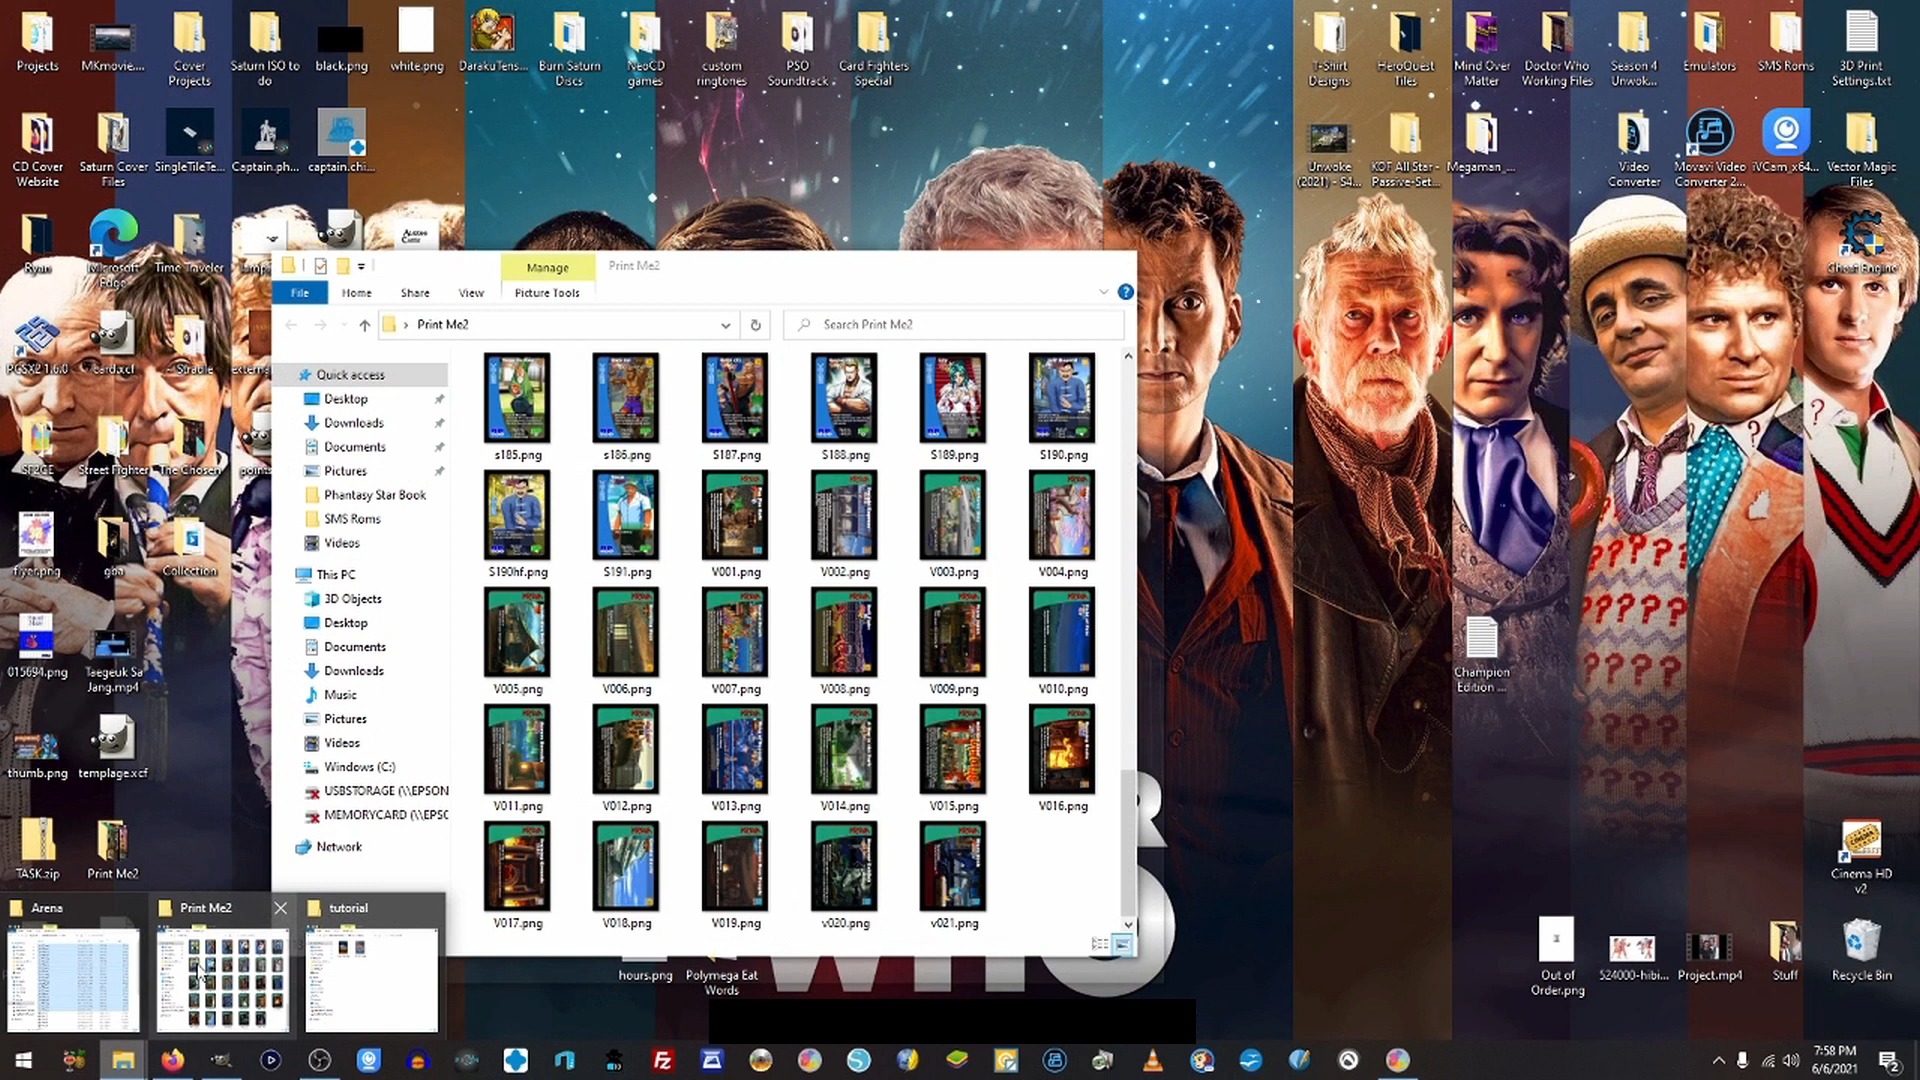 Projects
MKmovie....
Cover
Projects
Saturn ISO to
do
black.png
white.png
DarakuTens...
Burn Saturn
Discs
NeoCD
games
custom
ringtones
PSO
Soundtrack
Card Fighters
Special
T-Shirt
Designs
HeroQuest
Tiles
Mind Over
Matter
Doctor Who
Working Files
Season 4
Unwok...
Emulators
SMS Roms
3D Print
Settings.txt
CD Cover
Website
Saturn Cover
Files
SingleTileTe...
Captain.ph...
captain.chi...
Unwoke
(2021) - S4...
KOF All Star -
Passive-Set...
Megaman_...
Video
Converter
Movavi Video
Converter 2...
iVCam_x64...
Vector Magic
Files
Ryan
Microsoft
Edge
Time Traveler
Cheat Engine
Manage
Print Me2
File
Home
Share
View
Picture Tools
Print Me2
Search Print Me2
PCSX2 1.6.0
card.xcf
Stradle
Quick access
Desktop
Downloads
Documents
Pictures
Phantasy Star Book
SMS Roms
Videos
This PC
3D Objects
Desktop
Documents
Downloads
Music
Pictures
Videos
Windows (C:)
USBSTORAGE (\\EPSON
MEMORYCARD (\\EPSC
Network
s185.png
s186.png
S187.png
S188.png
S189.png
S190.png
S190hf.png
S191.png
V001.png
V002.png
V003.png
V004.png
V005.png
V006.png
V007.png
V008.png
V009.png
V010.png
V011.png
V012.png
V013.png
V014.png
V015.png
V016.png
V017.png
V018.png
V019.png
v020.png
v021.png
SF2CE
Street Fighter
The Chosen
flyer.png
gba
Collection
015694.png
Taegeuk Sa
Jang.mp4
thumb.png
templage.xcf
TASK.zip
Print Me2
Champion
Edition ...
Cinema HD
v2
Arena
Print Me2
tutorial
hours.png
Polymega Eat
Words
WHO
Out of
Order.png
524000-hibi...
Project.mp4
Stuff
Recycle Bin
7:58 PM
6/6/2021
2